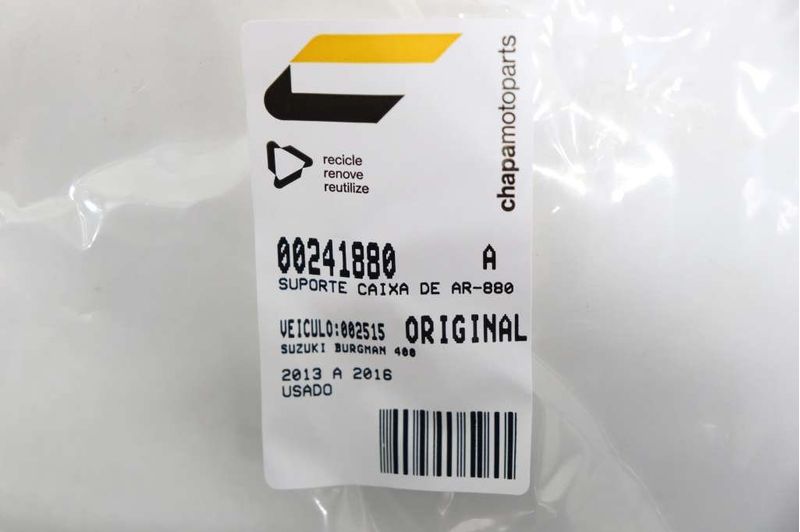 chapamotoparts
recicle
renove
reutilize
00241880 A
SUPORTE CAIXA DE AR-880
VEICULO:002515 ORIGINAL
SUZUKI BURGMAN 400
2013 A 2016
USADO